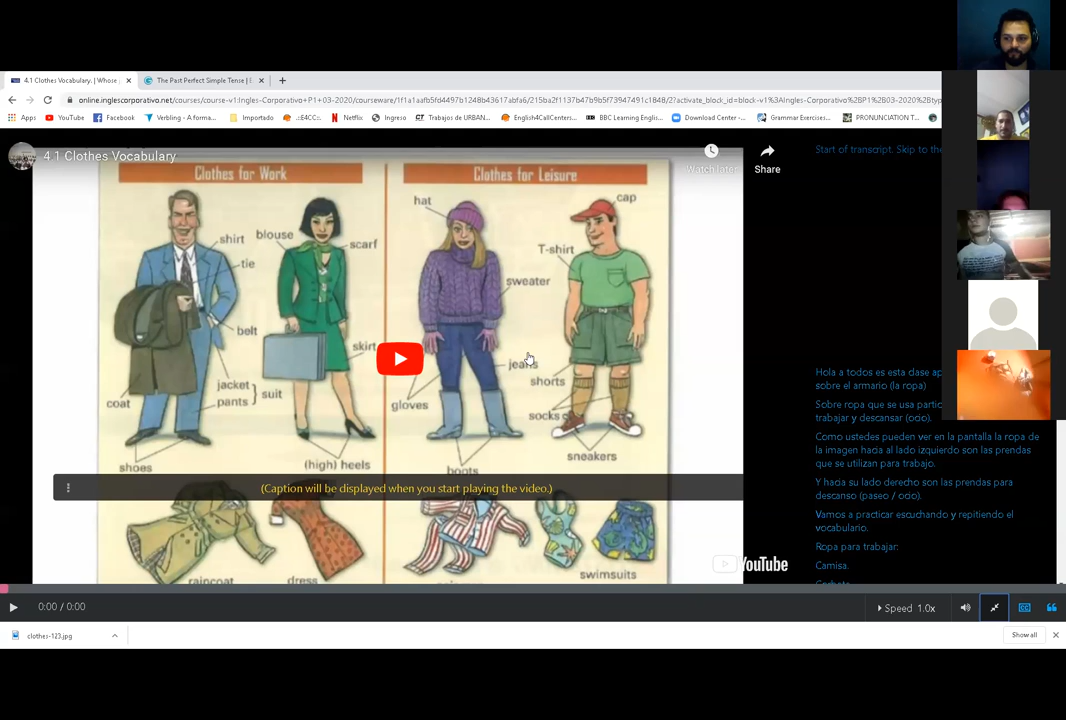 4.1 Clothes Vocabulary. | Whose
The Past Perfect Simple Tense |
online.inglescorporativo.net/courses/course-v1:Ingles-Corporativo+P1+03-2020/courseware/
Apps YouTube Facebook Verbling - A forma... Importado .::E4CC::. Netflix Ingreso Trabajos de URBAN... English4CallCenters... BBC Learning Englis... Download Center -... Grammar Exercises... PRONUNCIATION T...
4.1 Clothes Vocabulary
Watch later
Share
Start of transcript. Skip to the
Clothes for Work
Clothes for Leisure
hat
cap
shirt
blouse
scarf
T-shirt
tie
sweater
belt
skirt
jeans
jacket
pants
suit
coat
shorts
gloves
socks
shoes
(high) heels
boots
sneakers
(Caption will be displayed when you start playing the video.)
raincoat
dress
swimsuits
YouTube
Hola a todos es esta clase
sobre el armario (la ropa)
Sobre ropa que se usa
trabajar y descansar (ocio).
Como ustedes pueden ver en la pantalla la ropa de
la imagen hacia al lado izquierdo son las prendas
que se utilizan para trabajo.
Y hacia su lado derecho son las prendas para
descanso (paseo / ocio).
Vamos a practicar escuchando y repitiendo el
vocabulario.
Ropa para trabajar:
Camisa.
0:00 / 0:00
Speed 1.0x
clothes-123.jpg
Show all